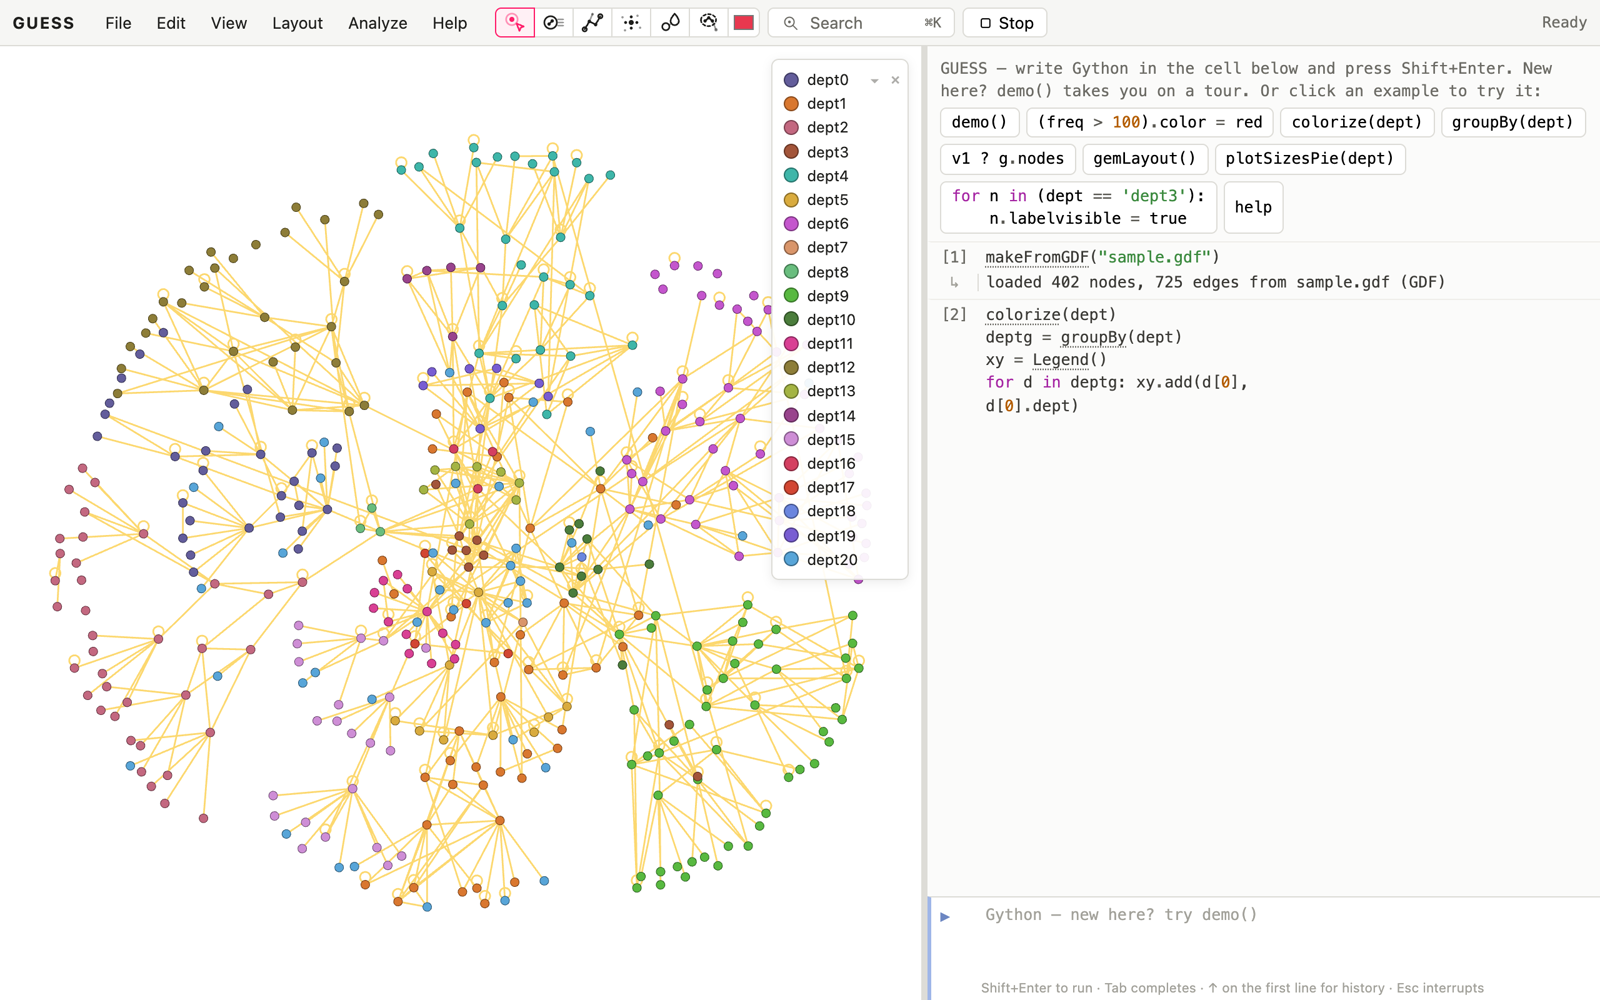 GUESS File Edit View Layout Analyze Help Search ⌘K Stop Ready
dept0
dept1
dept2
dept3
dept4
dept5
dept6
dept7
dept8
dept9
dept10
dept11
dept12
dept13
dept14
dept15
dept16
dept17
dept18
dept19
dept20
GUESS — write Gython in the cell below and press Shift+Enter. New
here? demo() takes you on a tour. Or click an example to try it:
demo() (freq > 100).color = red colorize(dept) groupBy(dept)
v1 ? g.nodes gemLayout() plotSizesPie(dept)
for n in (dept == 'dept3'):
n.labelvisible = true
help
[1] makeFromGDF("sample.gdf")
↳ loaded 402 nodes, 725 edges from sample.gdf (GDF)
[2] colorize(dept)
deptg = groupBy(dept)
xy = Legend()
for d in deptg: xy.add(d[0],
d[0].dept)
Gython — new here? try demo()
Shift+Enter to run · Tab completes · ↑ on the first line for history · Esc interrupts